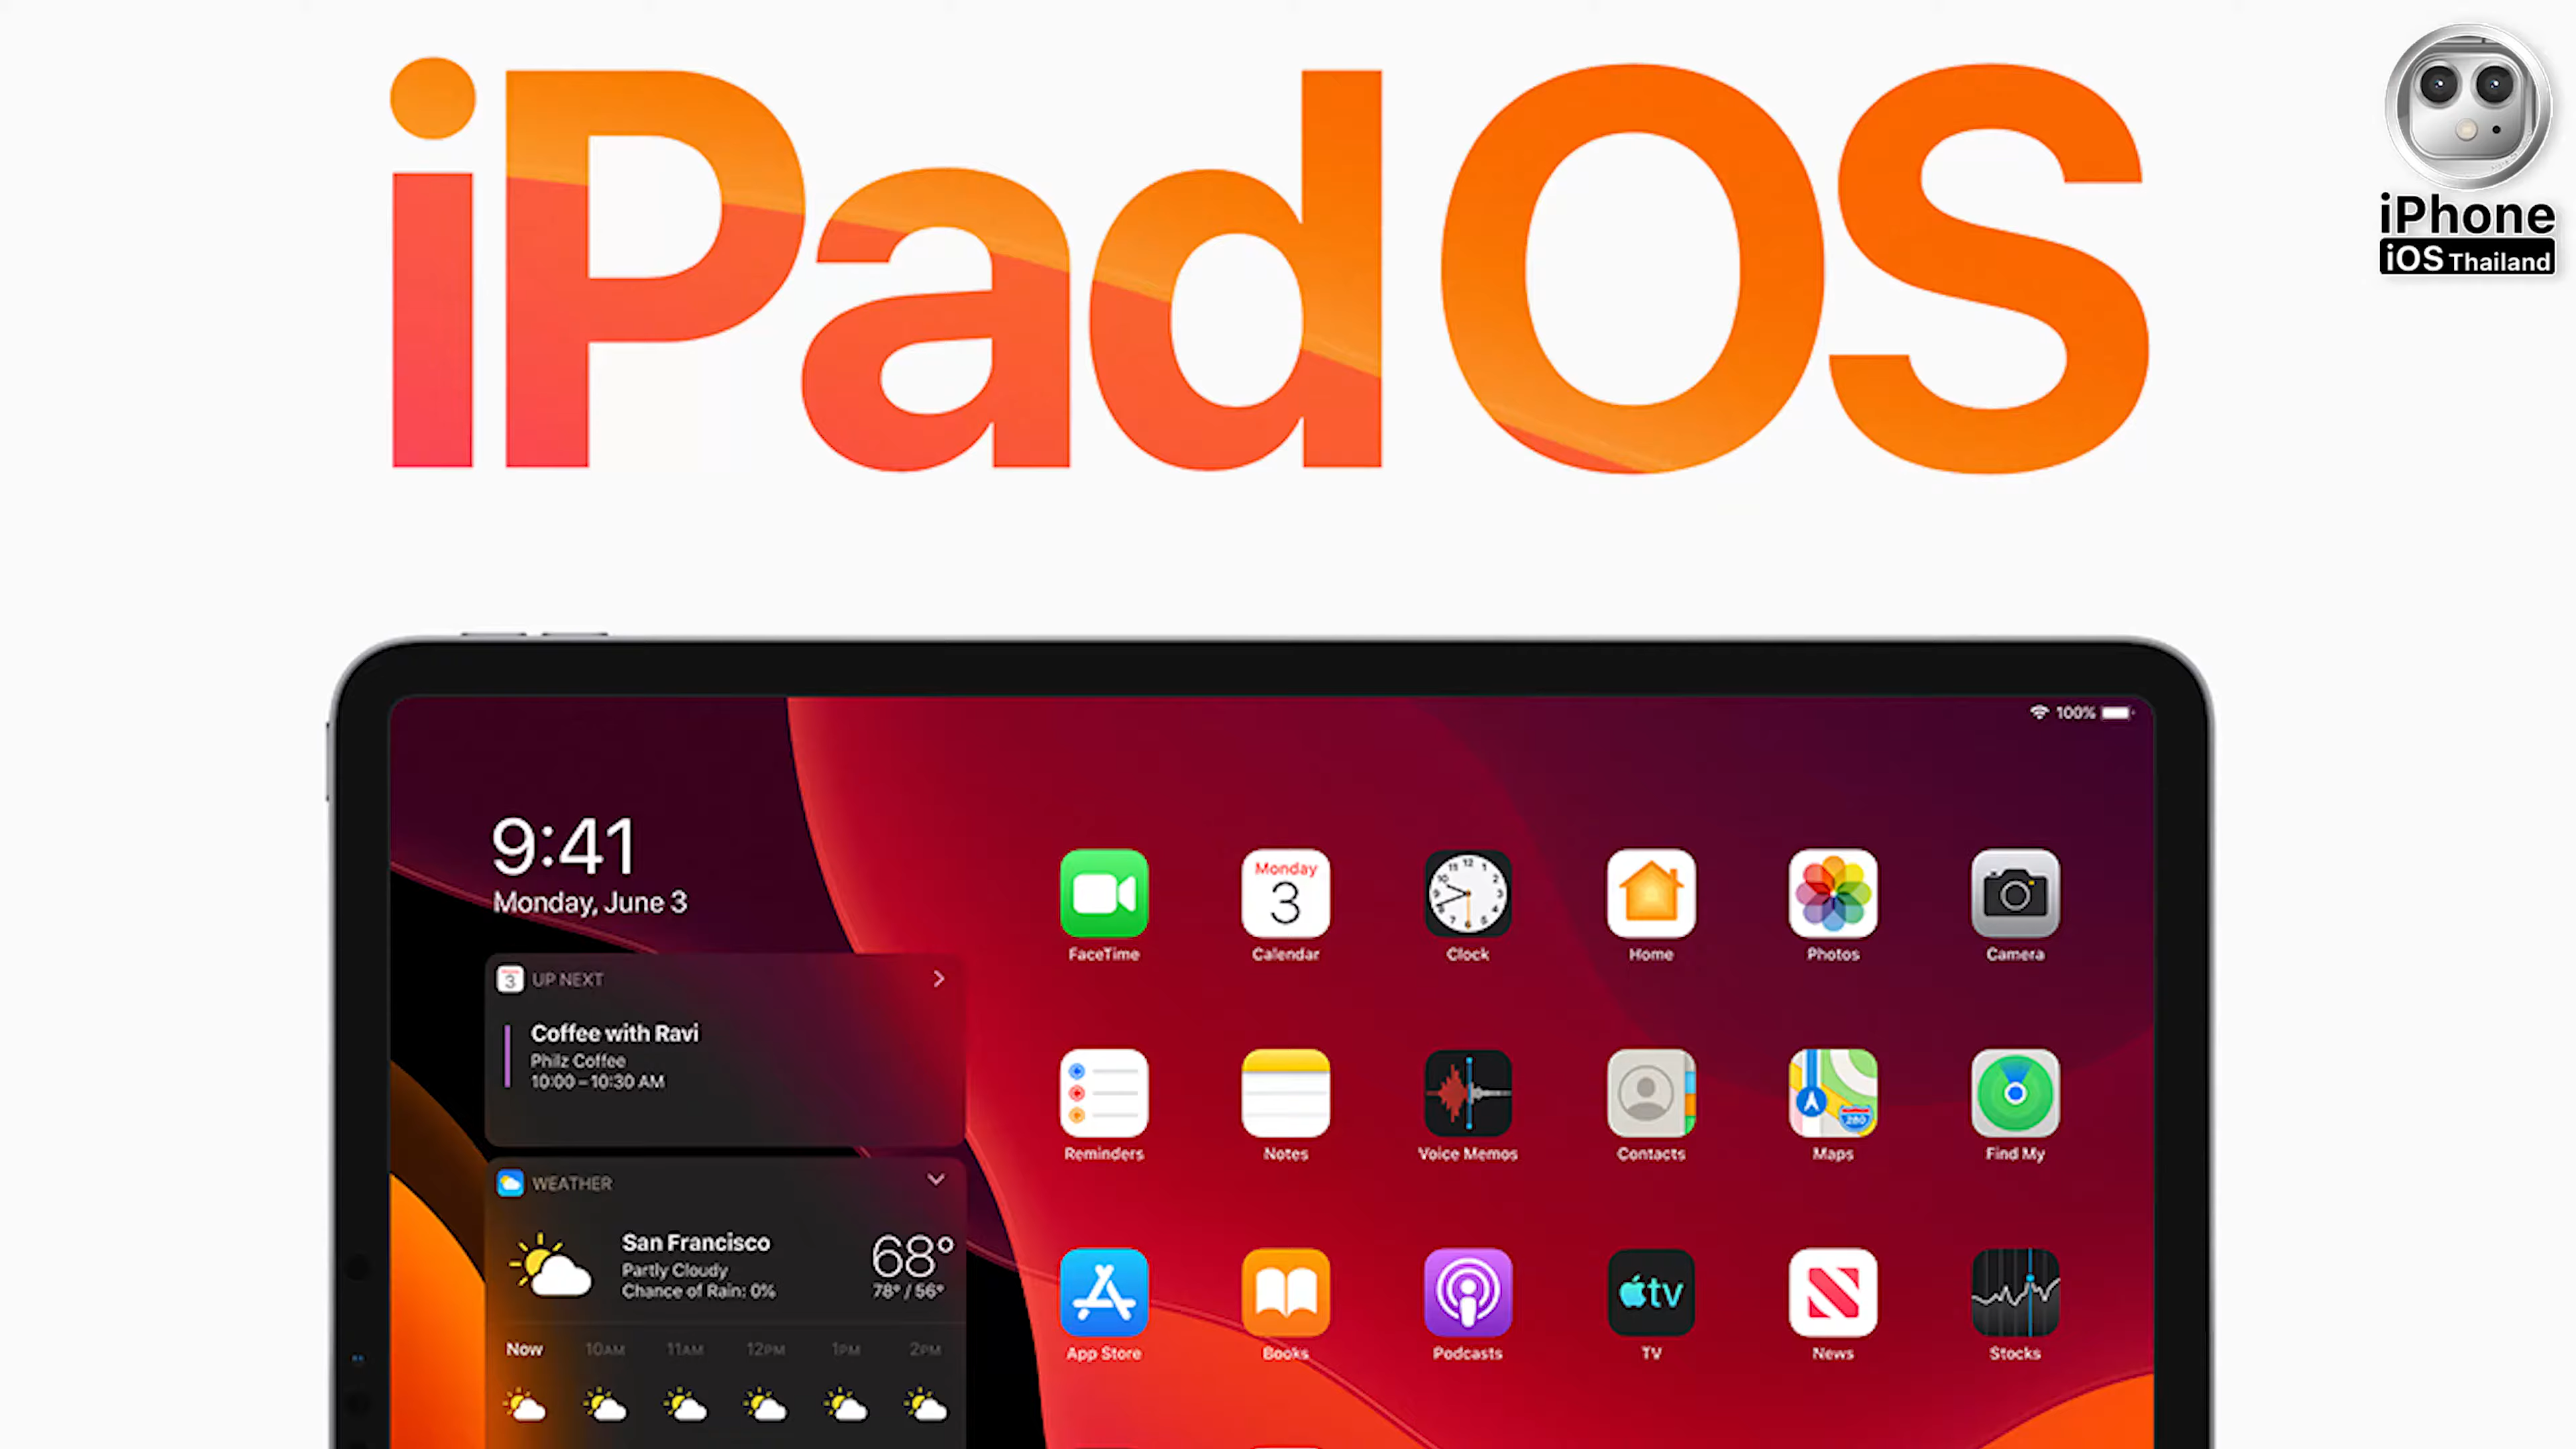 iPadOS
iPhone
iOS Thailand
100%
9:41
Monday, June 3
3 UP NEXT
Coffee with Ravi
Philz Coffee
10:00 – 10:30 AM
WEATHER
San Francisco
Partly Cloudy
Chance of Rain: 0%
68°
78° / 56°
Now 10AM 11AM 12PM 1PM 2PM
Monday
3
FaceTime Calendar Clock Home Photos Camera
280
Reminders Notes Voice Memos Contacts Maps Find My
tv
App Store Books Podcasts TV News Stocks